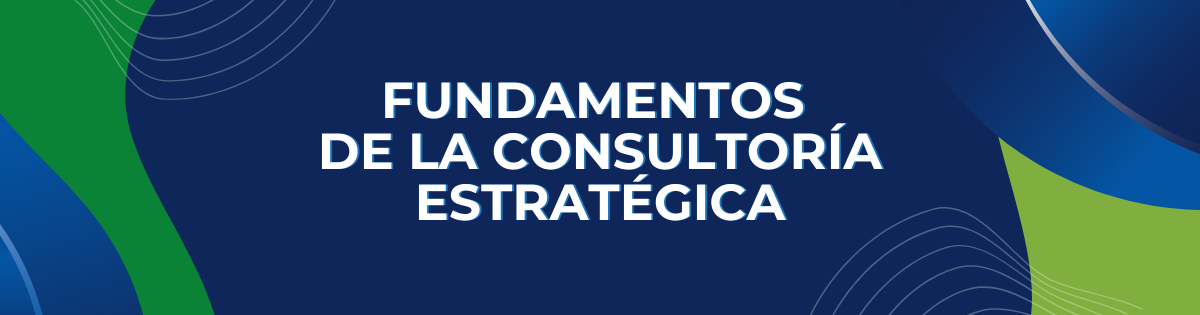 FUNDAMENTOS
DE LA CONSULTORÍA
ESTRATÉGICA